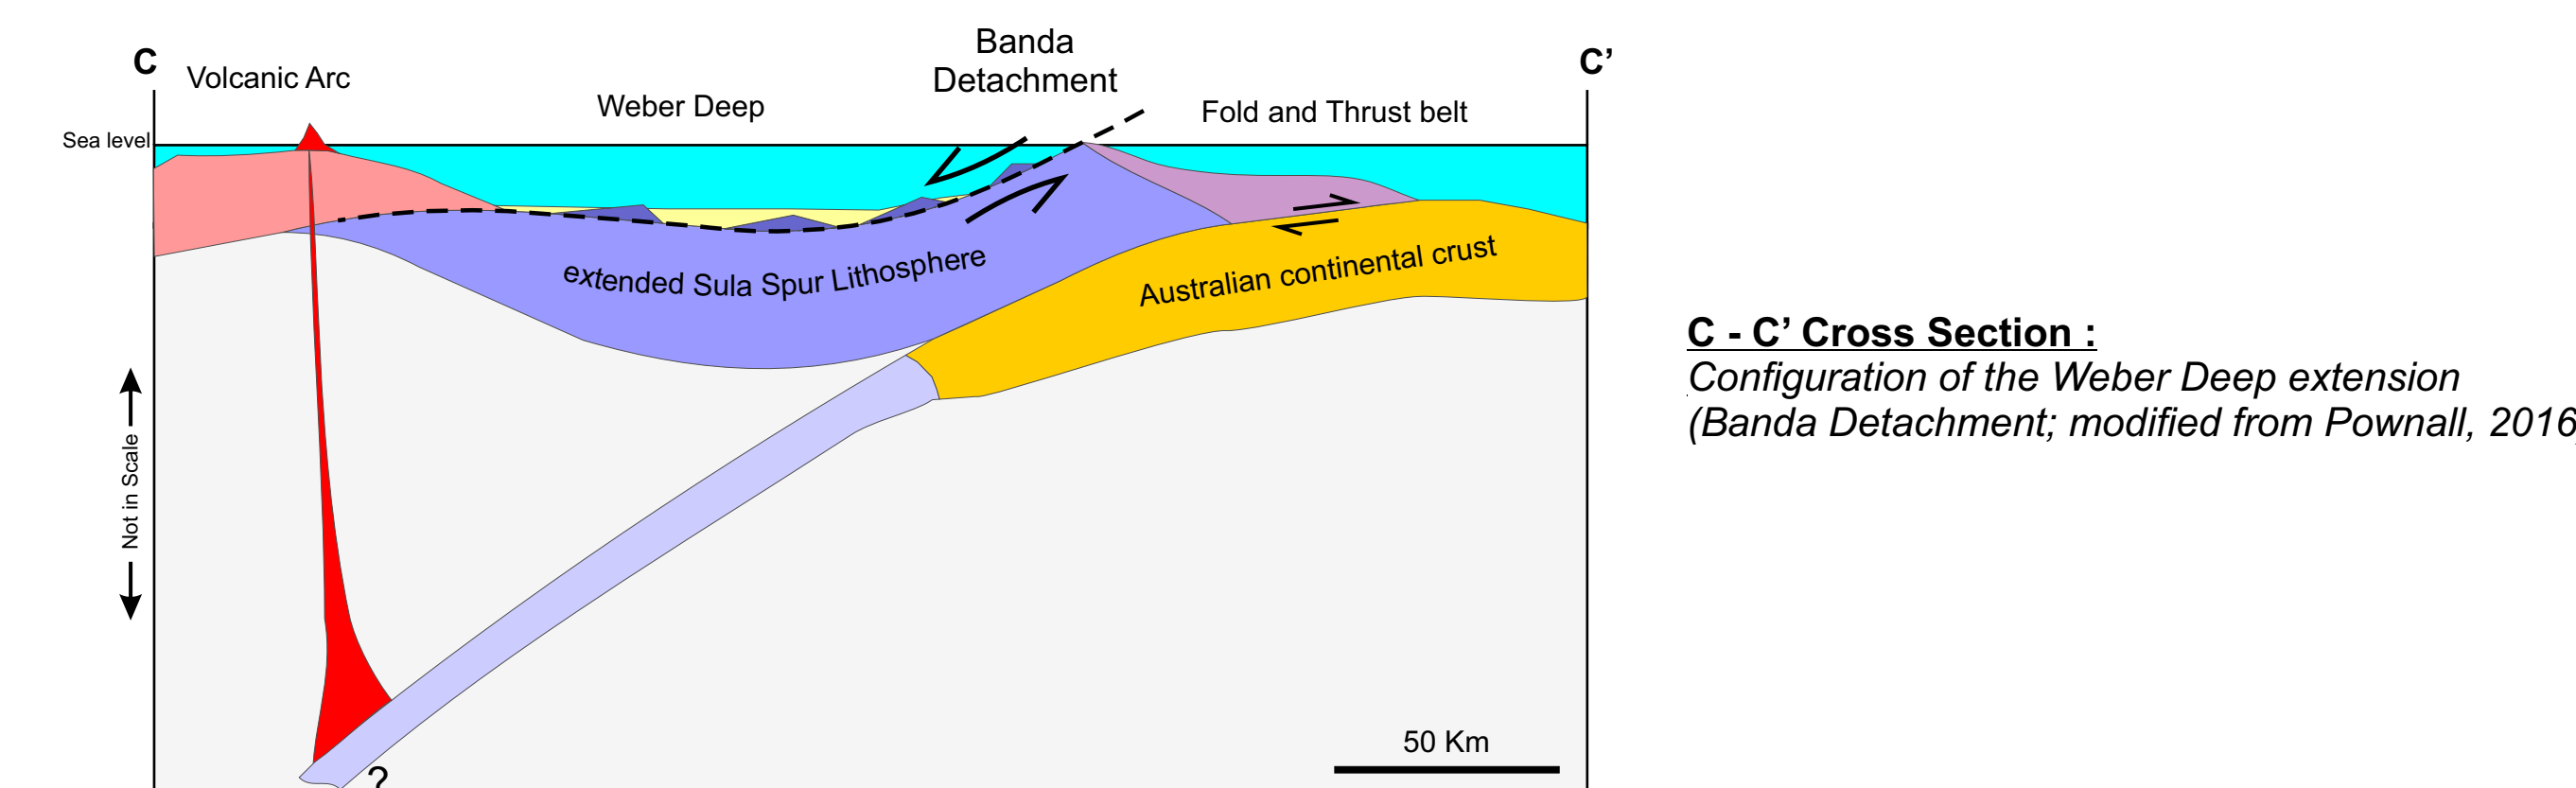 C
Volcanic Arc
Weber Deep
Banda
Detachment
Fold and Thrust belt
C’
Sea level
extended Sula Spur Lithosphere
Australian continental crust
Not in Scale
?
50 Km
C - C’ Cross Section :
Configuration of the Weber Deep extension
(Banda Detachment; modified from Pownall, 2016